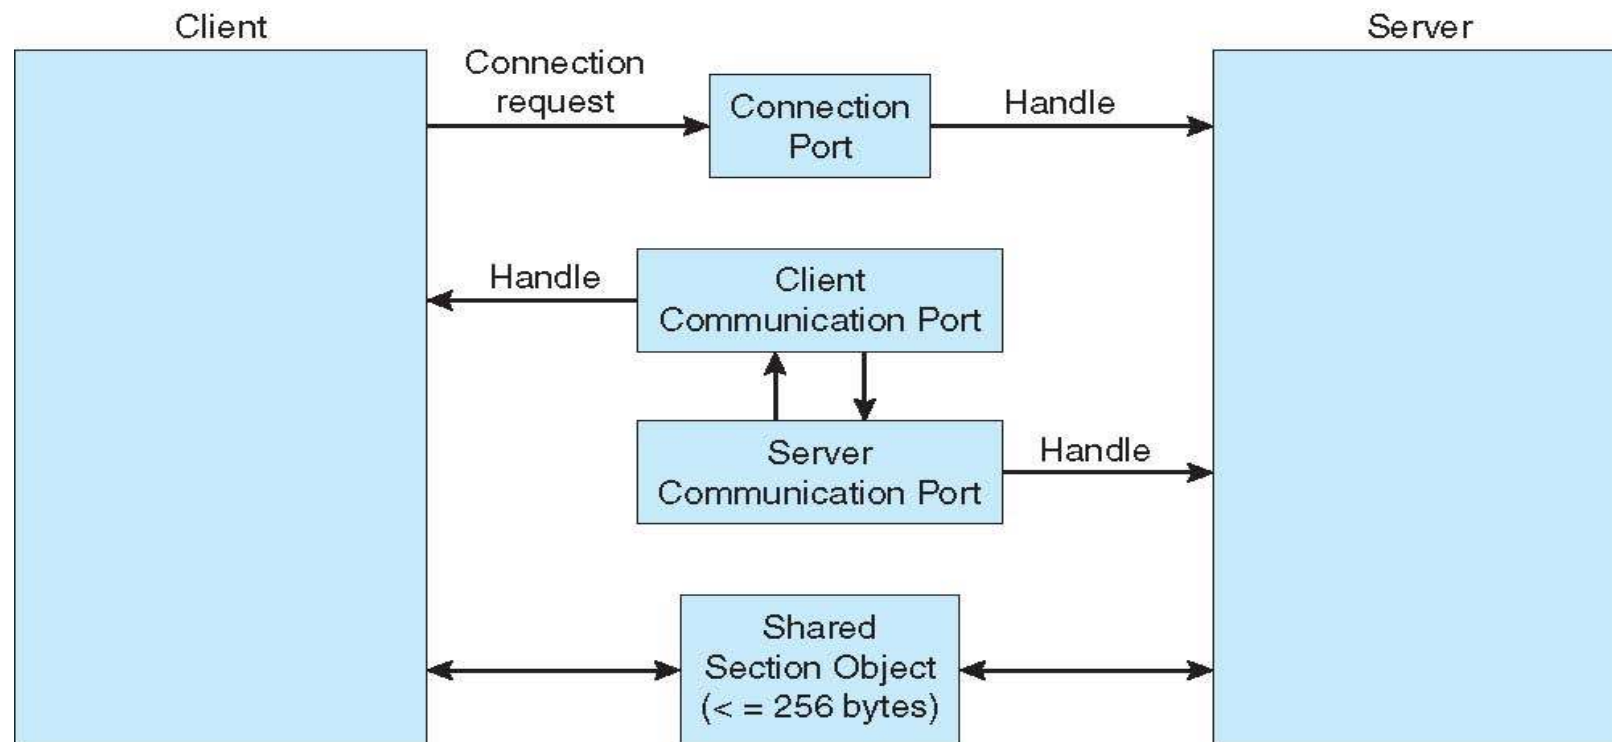 Client
Server
Connection
request
Connection
Port
Handle
Handle
Client
Communication Port
Server
Communication Port
Handle
Shared
Section Object
(< = 256 bytes)